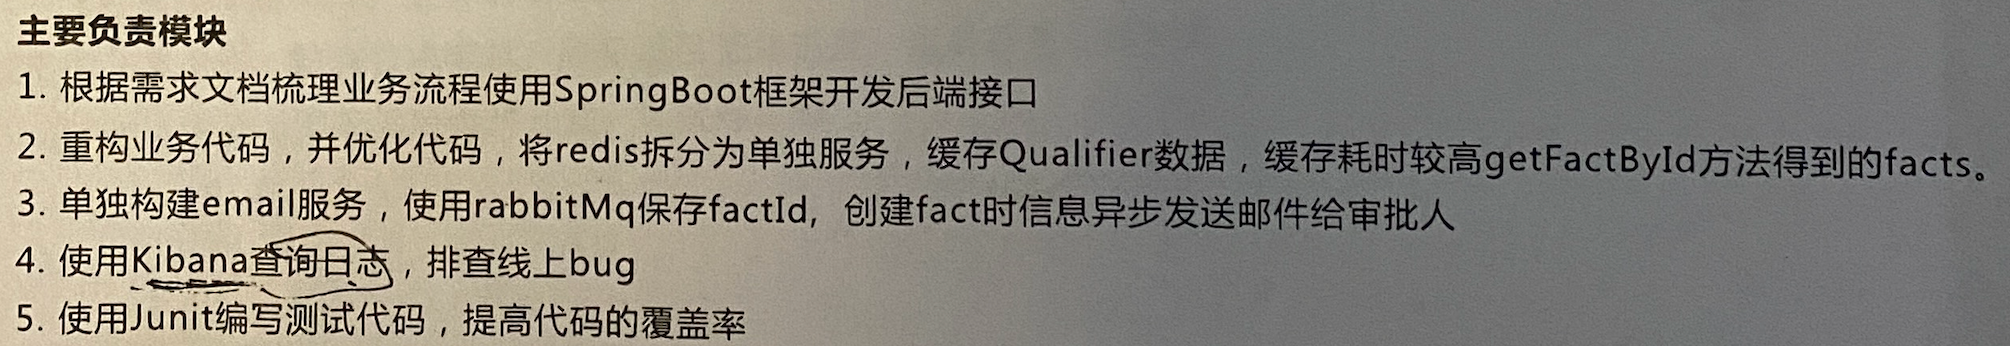 主要负责模块
1. 根据需求文档梳理业务流程使用SpringBoot框架开发后端接口
2. 重构业务代码，并优化代码，将redis拆分为单独服务，缓存Qualifier数据，缓存耗时较高getFactById方法得到的facts。
3. 单独构建email服务，使用rabbitMq保存factId, 创建fact时信息异步发送邮件给审批人
4. 使用Kibana查询日志，排查线上bug
5. 使用Junit编写测试代码，提高代码的覆盖率